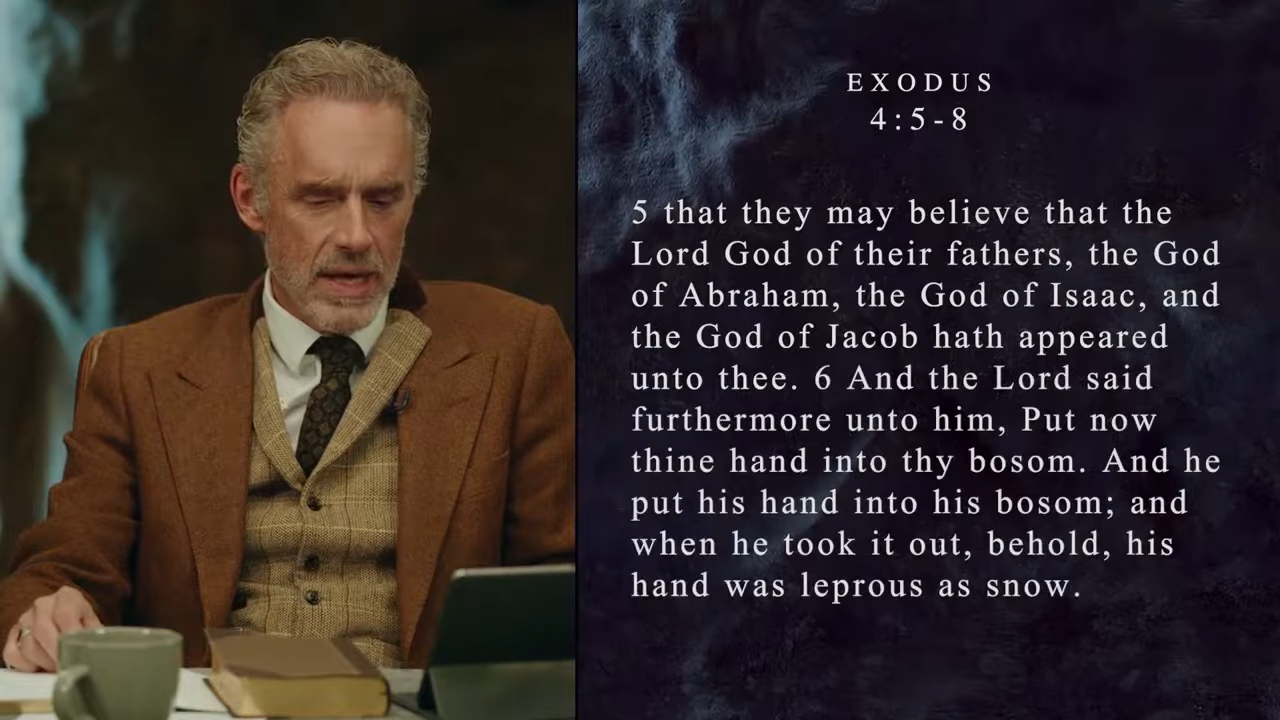 EXODUS
4:5-8
5 that they may believe that the
Lord God of their fathers, the God
of Abraham, the God of Isaac, and
the God of Jacob hath appeared
unto thee. 6 And the Lord said
furthermore unto him, Put now
thine hand into thy bosom. And he
put his hand into his bosom; and
when he took it out, behold, his
hand was leprous as snow.